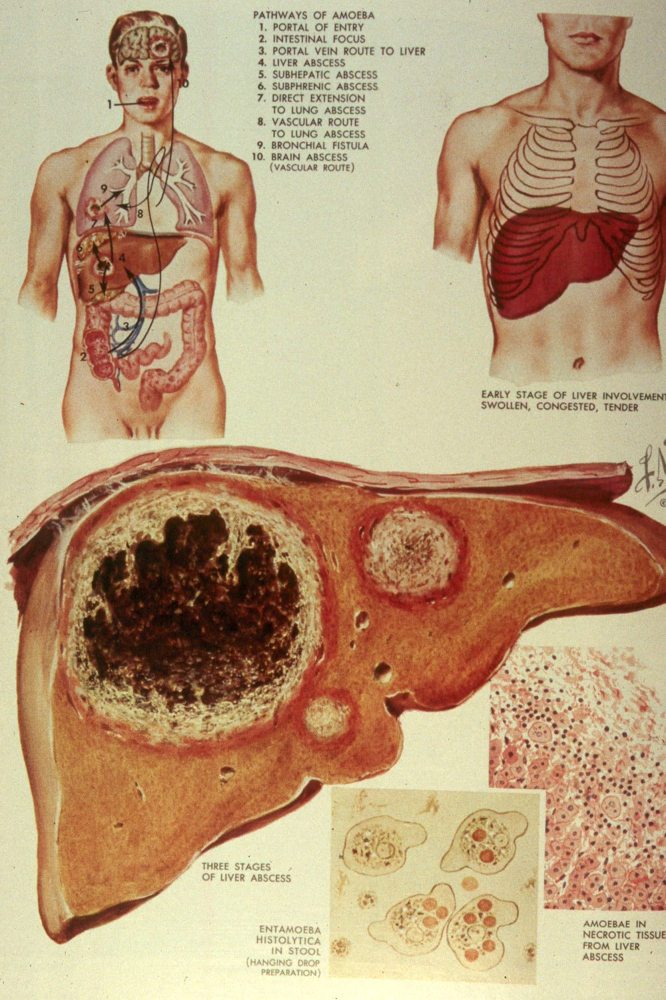 PATHWAYS OF AMOEBA
1. PORTAL OF ENTRY
2. INTESTINAL FOCUS
3. PORTAL VEIN ROUTE TO LIVER
4. LIVER ABSCESS
5. SUBHEPATIC ABSCESS
6. SUBPHRENIC ABSCESS
7. DIRECT EXTENSION
TO LUNG ABSCESS
8. VASCULAR ROUTE
TO LUNG ABSCESS
9. BRONCHIAL FISTULA
10. BRAIN ABSCESS
(VASCULAR ROUTE)
10
1
9
8
7
6
4
5
3
2
EARLY STAGE OF LIVER INVOLVEMENT
SWOLLEN, CONGESTED, TENDER
©
THREE STAGES
OF LIVER ABSCESS
ENTAMOEBA
HISTOLYTICA
IN STOOL
(HANGING DROP
PREPARATION)
AMOEBAE IN
NECROTIC TISSUE
FROM LIVER
ABSCESS